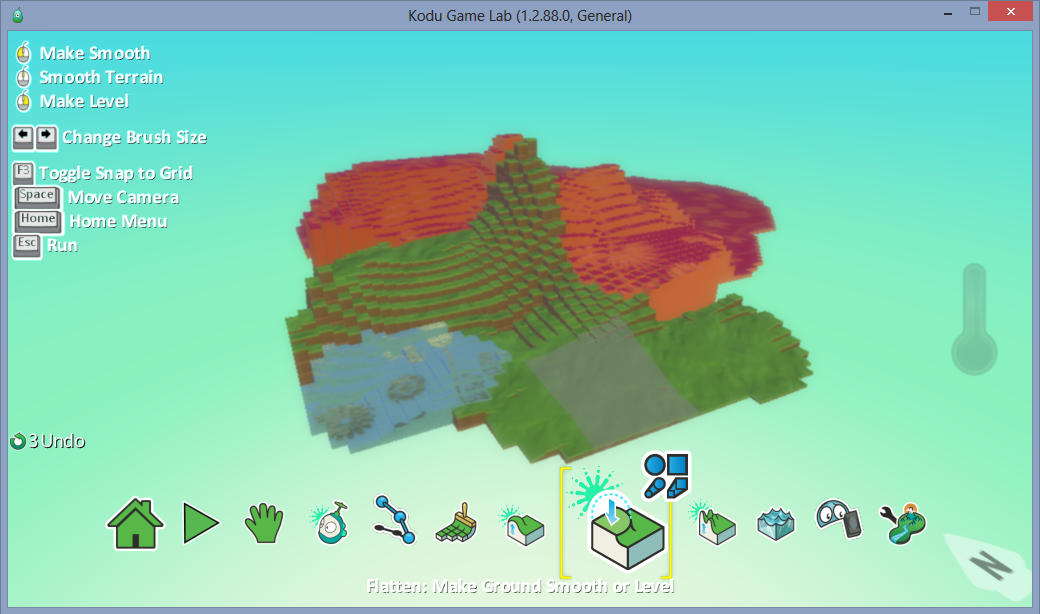 Kodu Game Lab (1.2.88.0, General)
Make Smooth
Smooth Terrain
Make Level
Change Brush Size
F3 Toggle Snap to Grid
Space Move Camera
Home Home Menu
Esc Run
3 Undo
Flatten: Make Ground Smooth or Level
N